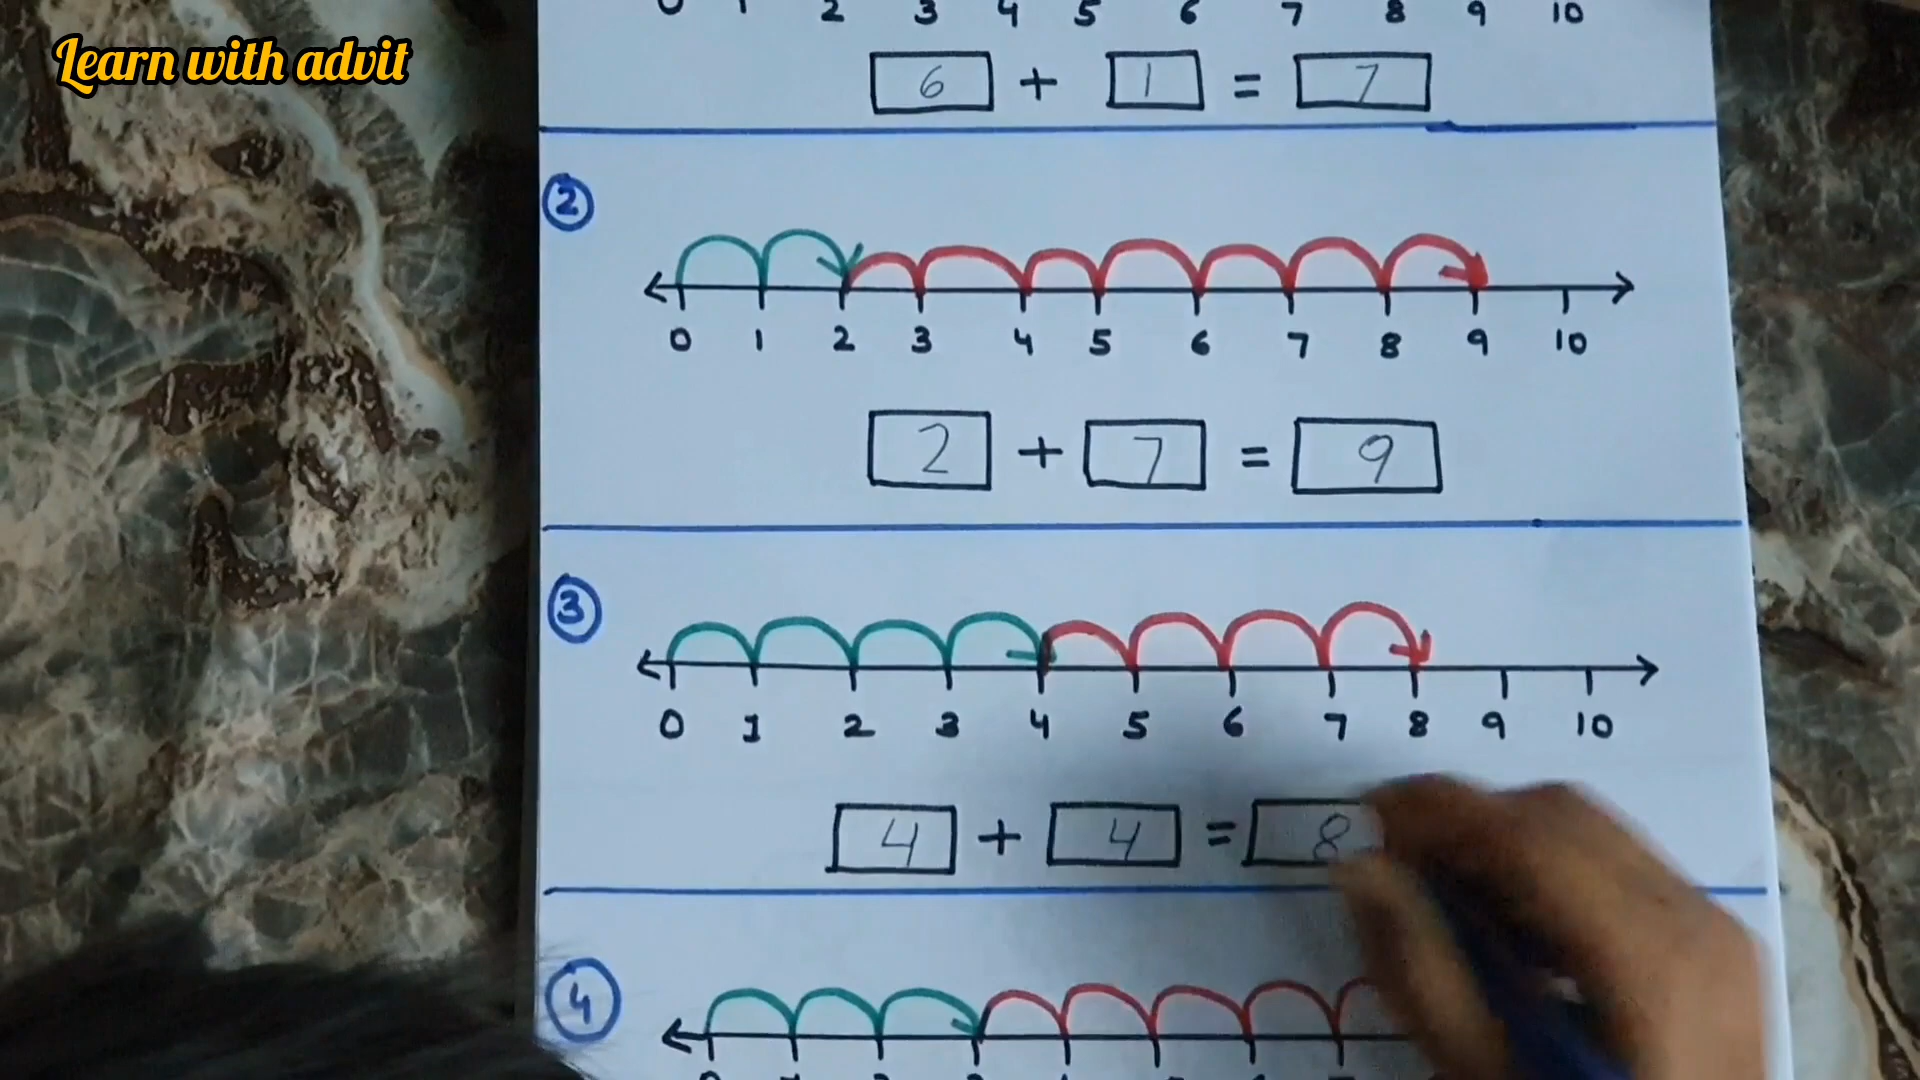 Learn with advit
0 1 2 3 4 5 6 7 8 9 10
6 + 1 = 7
2
0 1 2 3 4 5 6 7 8 9 10
2 + 7 = 9
3
0 1 2 3 4 5 6 7 8 9 10
4 + 4 = 8
4